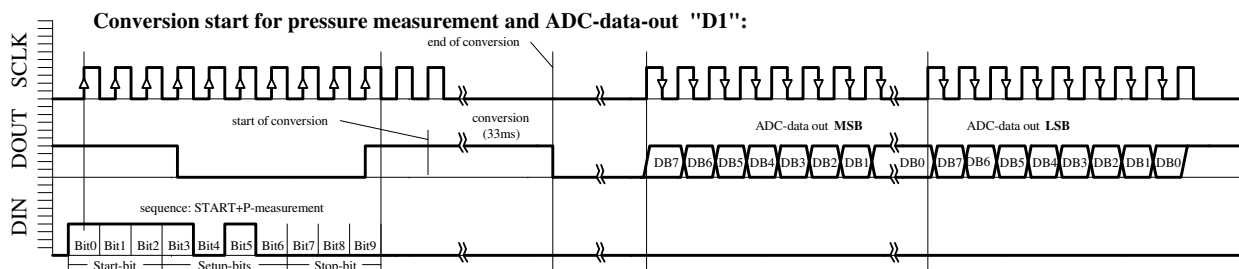 Conversion start for pressure measurement and ADC-data-out "D1":
end of conversion
SCLK
start of conversion
conversion
(33ms)
ADC-data out MSB
ADC-data out LSB
DOUT
DB7 DB6 DB5 DB4 DB3 DB2 DB1 DB0 DB7 DB6 DB5 DB4 DB3 DB2 DB1 DB0
sequence: START+P-measurement
DIN
Bit0 Bit1 Bit2 Bit3 Bit4 Bit5 Bit6 Bit7 Bit8 Bit9
Start-bit Setup-bits Stop-bit